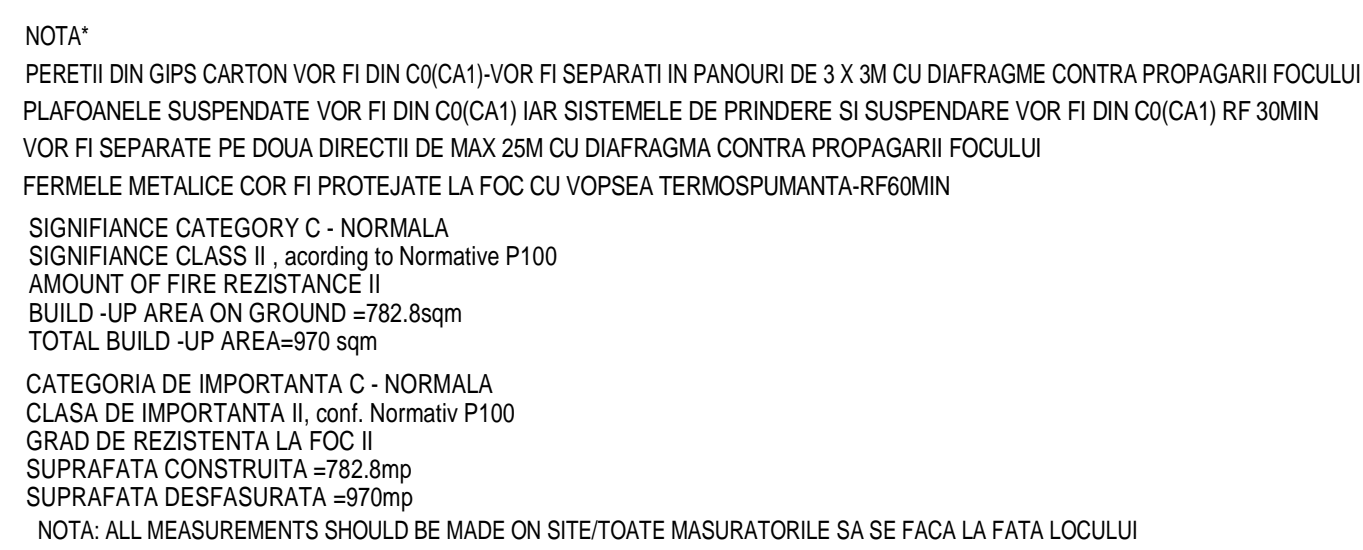 NOTA*
PERETII DIN GIPS CARTON VOR FI DIN C0(CA1)-VOR FI SEPARATI IN PANOURI DE 3 X 3M CU DIAFRAGME CONTRA PROPAGARII FOCULUI
PLAFOANELE SUSPENDATE VOR FI DIN C0(CA1) IAR SISTEMELE DE PRINDERE SI SUSPENDARE VOR FI DIN C0(CA1) RF 30MIN
VOR FI SEPARATE PE DOUA DIRECTII DE MAX 25M CU DIAFRAGMA CONTRA PROPAGARII FOCULUI
FERMELE METALICE COR FI PROTEJATE LA FOC CU VOPSEA TERMOSPUMANTA-RF60MIN
SIGNIFIANCE CATEGORY C - NORMALA
SIGNIFIANCE CLASS II , acording to Normative P100
AMOUNT OF FIRE REZISTANCE II
BUILD -UP AREA ON GROUND =782.8sqm
TOTAL BUILD -UP AREA=970 sqm
CATEGORIA DE IMPORTANTA C - NORMALA
CLASA DE IMPORTANTA II, conf. Normativ P100
GRAD DE REZISTENTA LA FOC II
SUPRAFATA CONSTRUITA =782.8mp
SUPRAFATA DESFASURATA =970mp
NOTA: ALL MEASUREMENTS SHOULD BE MADE ON SITE/TOATE MASURATORILE SA SE FACA LA FATA LOCULUI